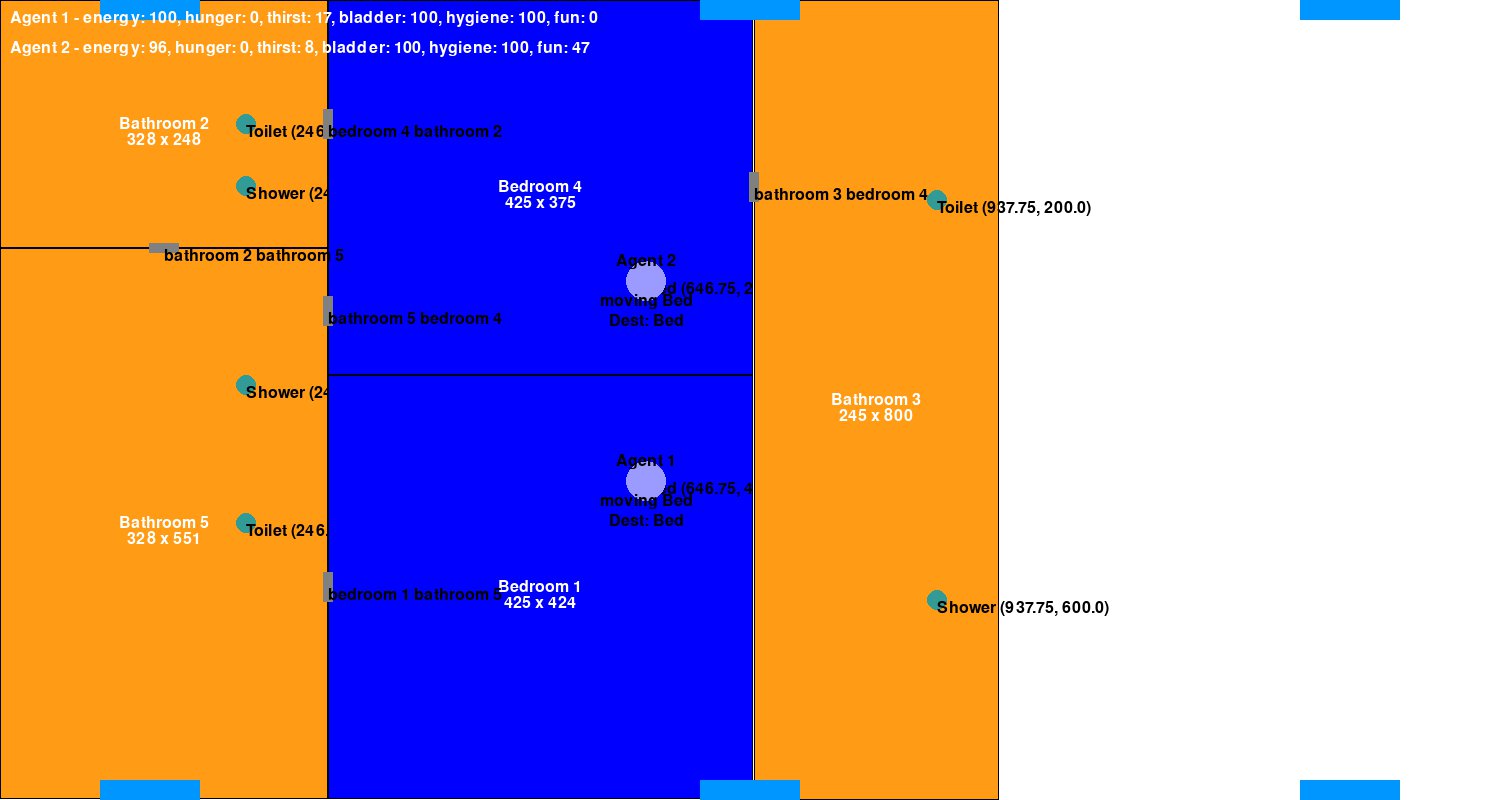 Agent 1 - energy: 100, hunger: 0, thirst: 17, bladder: 100, hygiene: 100, fun: 0
Agent 2 - energy: 96, hunger: 0, thirst: 8, bladder: 100, hygiene: 100, fun: 47
Bathroom 2
328 x 248
Toilet (246
bedroom 4 bathroom 2
Shower (24
Bedroom 4
425 x 375
bathroom 3 bedroom 4
Toilet (937.75, 200.0)
bathroom 2 bathroom 5
Agent 2
d (646.75, 2
moving Bed
Dest: Bed
bathroom 5 bedroom 4
Shower (24
Bathroom 3
245 x 800
Agent 1
d (646.75, 4
moving Bed
Dest: Bed
Bathroom 5
328 x 551
Toilet (246.
bedroom 1 bathroom 5
Bedroom 1
425 x 424
Shower (937.75, 600.0)